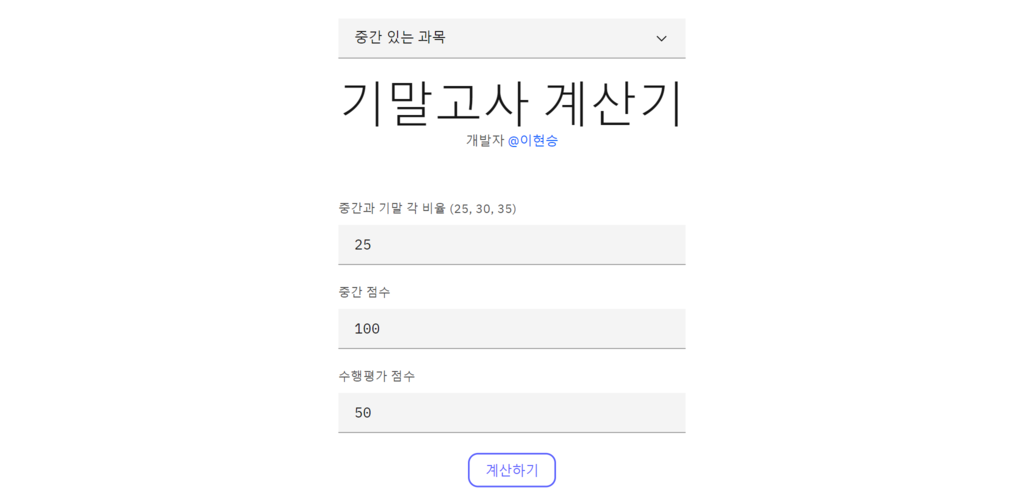 중간 있는 과목
기말고사 계산기
개발자 @이현승
중간과 기말 각 비율 (25, 30, 35)
25
중간 점수
100
수행평가 점수
50
계산하기